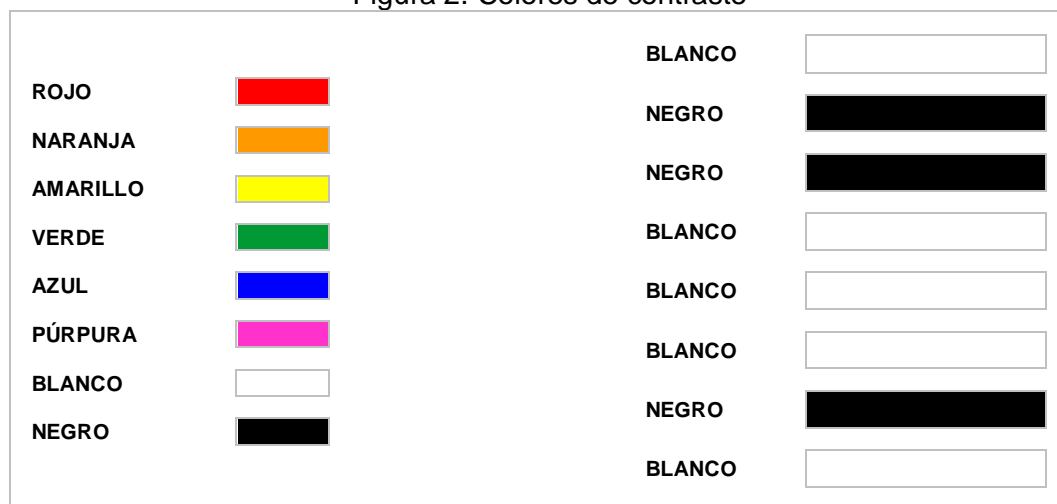 Figura 2. Colores de contraste
ROJO
NARANJA
AMARILLO
VERDE
AZUL
PÚRPURA
BLANCO
NEGRO
BLANCO
NEGRO
NEGRO
BLANCO
BLANCO
BLANCO
NEGRO
BLANCO